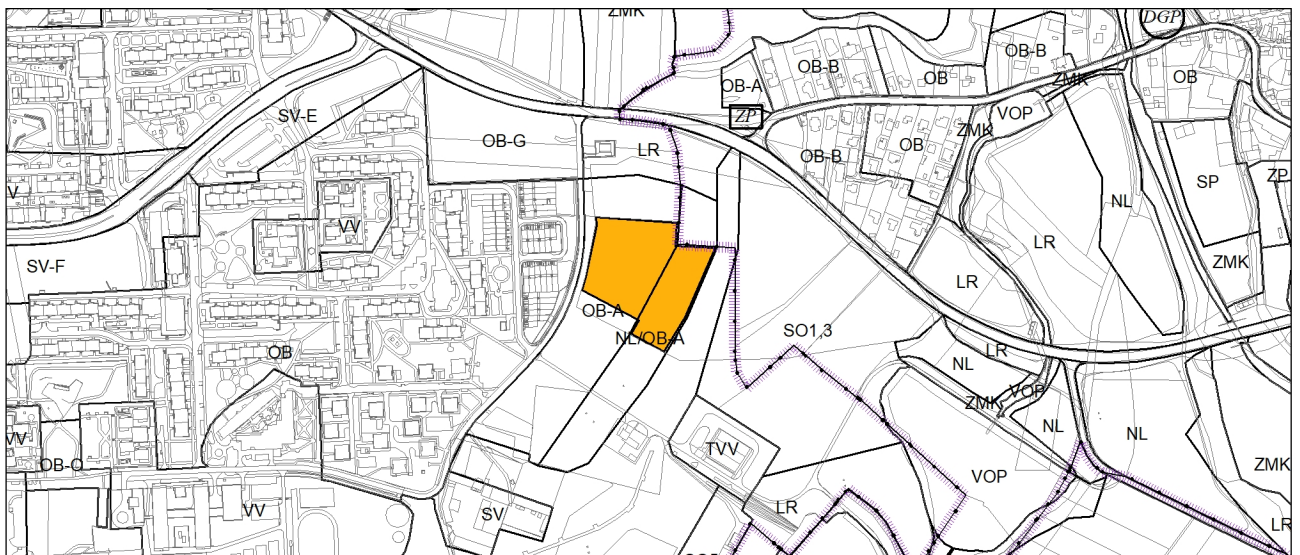 ZMK
DGP
OB-B
OB-B
OB
ZMK
OB
OB-A
ZP
VOP
SV-E
ZMK
OB-G
LR
OB-B
OB
SP
ZP
NL
VV
LR
ZMK
SV-F
LR
OB-A
SO1,3
NL/OB-A
OB
LR
NL
VOP
ZMK
NL
NL
VV
TVV
OB-O
VOP
ZMK
VV
SV
LR
LR